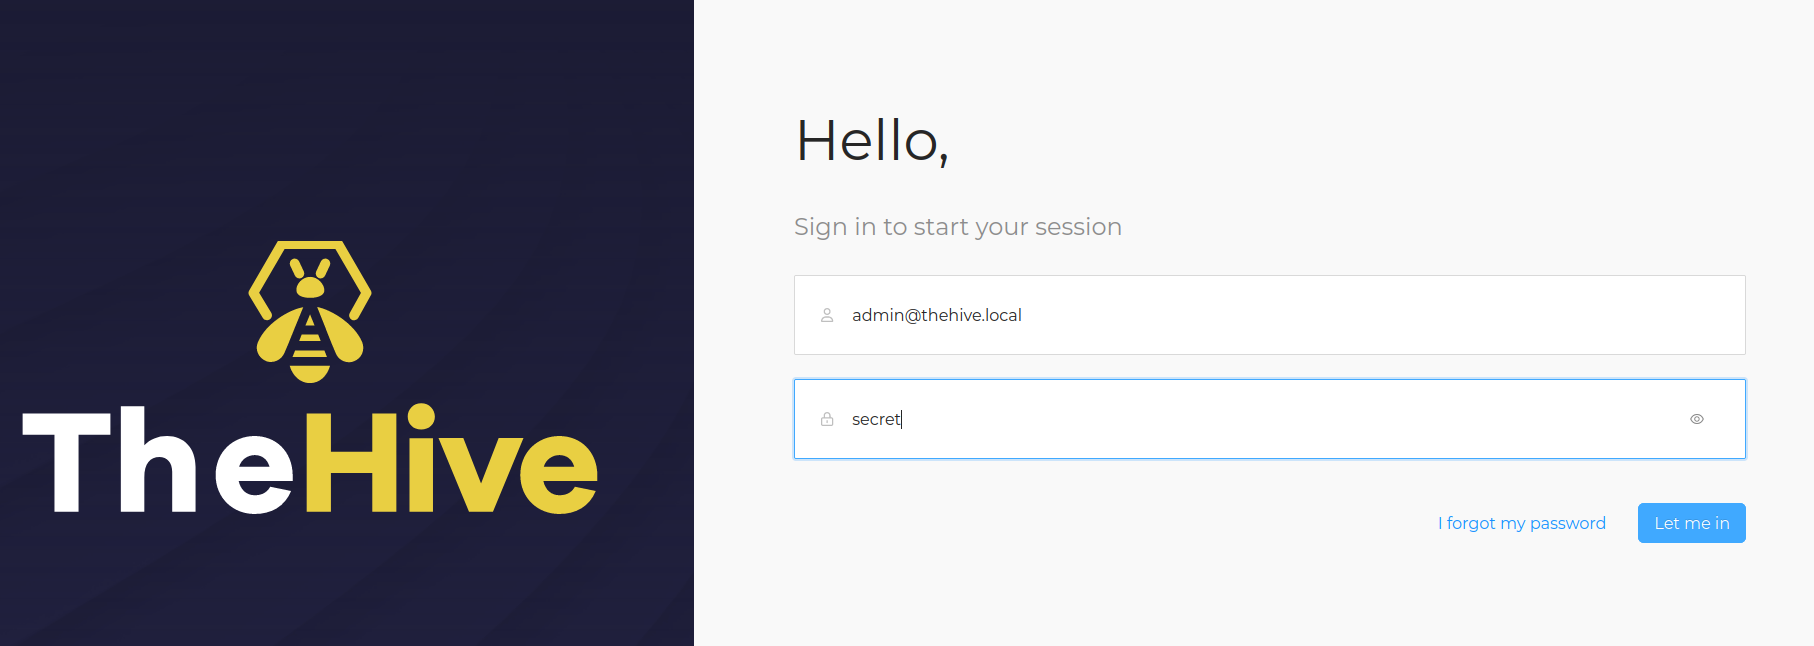 TheHive
Hello,
Sign in to start your session
admin@thehive.local
secret
I forgot my password
Let me in